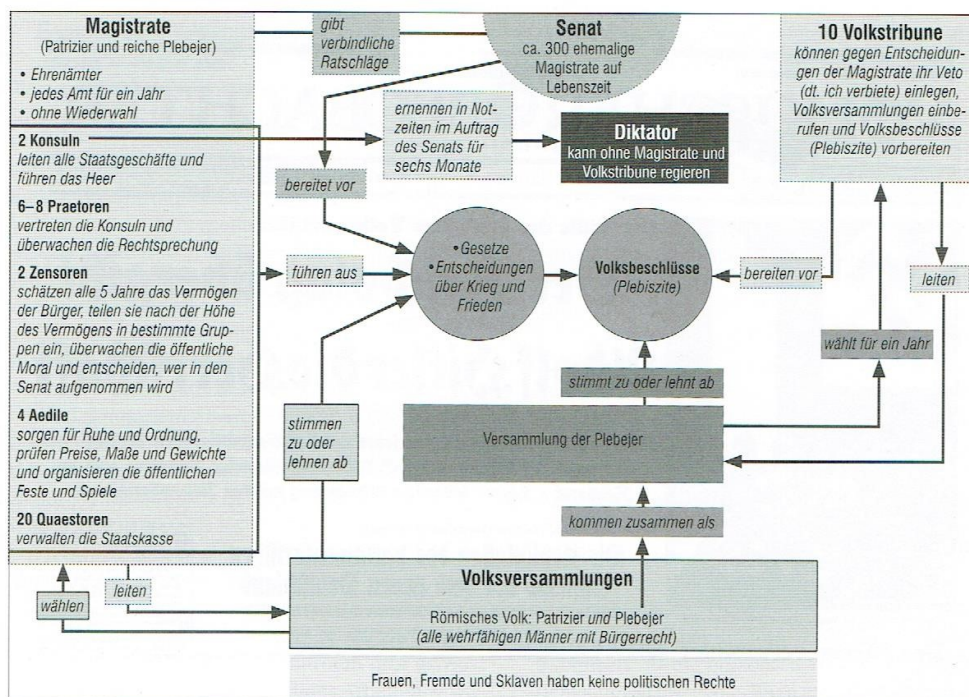 Magistrate
(Patrizier und reiche Plebejer)
• Ehrenämter
• jedes Amt für ein Jahr
• ohne Wiederwahl
2 Konsuln
leiten alle Staatsgeschäfte und
führen das Heer
6–8 Praetoren
vertreten die Konsuln und
überwachen die Rechtsprechung
2 Zensoren
schätzen alle 5 Jahre das Vermögen
der Bürger, teilen sie nach der Höhe
des Vermögens in bestimmte Grup-
pen ein, überwachen die öffentliche
Moral und entscheiden, wer in den
Senat aufgenommen wird
4 Aedile
sorgen für Ruhe und Ordnung,
prüfen Preise, Maße und Gewichte
und organisieren die öffentlichen
Feste und Spiele
20 Quaestoren
verwalten die Staatskasse
gibt
verbindliche
Ratschläge
Senat
ca. 300 ehemalige
Magistrate auf
Lebenszeit
10 Volkstribune
können gegen Entscheidun-
gen der Magistrate ihr Veto
(dt. ich verbiete) einlegen,
Volksversammlungen einbe-
rufen und Volksbeschlüsse
(Plebiszite) vorbereiten
ernennen in Not-
zeiten im Auftrag
des Senats für
sechs Monate
Diktator
kann ohne Magistrate und
Volkstribune regieren
bereitet vor
führen aus
• Gesetze
• Entscheidungen
über Krieg und
Frieden
Volksbeschlüsse
(Plebiszite)
bereiten vor
leiten
wählt für ein Jahr
stimmt zu oder lehnt ab
stimmen
zu oder
lehnen ab
Versammlung der Plebejer
kommen zusammen als
wählen
leiten
Volksversammlungen
Römisches Volk: Patrizier und Plebejer
(alle wehrfähigen Männer mit Bürgerrecht)
Frauen, Fremde und Sklaven haben keine politischen Rechte